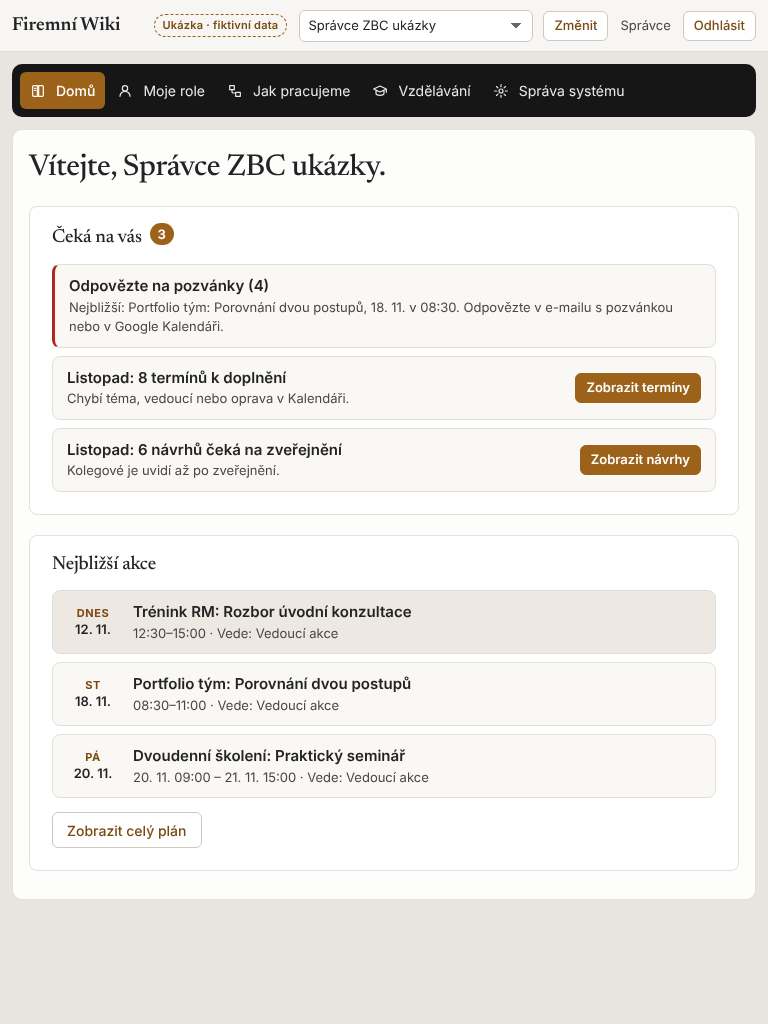 Firemní Wiki
Ukázka · fiktivní data
Správce ZBC ukázky
Změnit
Správce
Odhlásit
Domů
Moje role
Jak pracujeme
Vzdělávání
Správa systému
Vítejte, Správce ZBC ukázky.
Čeká na vás 3
Odpovězte na pozvánky (4)
Nejbližší: Portfolio tým: Porovnání dvou postupů, 18. 11. v 08:30. Odpovězte v e-mailu s pozvánkou
nebo v Google Kalendáři.
Listopad: 8 termínů k doplnění
Chybí téma, vedoucí nebo oprava v Kalendáři.
Zobrazit termíny
Listopad: 6 návrhů čeká na zveřejnění
Kolegové je uvidí až po zveřejnění.
Zobrazit návrhy
Nejbližší akce
DNES
12. 11.
Trénink RM: Rozbor úvodní konzultace
12:30–15:00 · Vede: Vedoucí akce
ST
18. 11.
Portfolio tým: Porovnání dvou postupů
08:30–11:00 · Vede: Vedoucí akce
PÁ
20. 11.
Dvoudenní školení: Praktický seminář
20. 11. 09:00 – 21. 11. 15:00 · Vede: Vedoucí akce
Zobrazit celý plán